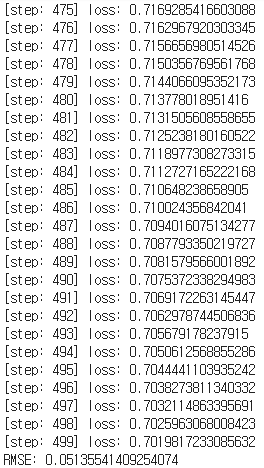 [step: 475] loss: 0.7169285416603088
[step: 476] loss: 0.7162967920303345
[step: 477] loss: 0.7156656980514526
[step: 478] loss: 0.7150356769561768
[step: 479] loss: 0.7144066095352173
[step: 480] loss: 0.713778018951416
[step: 481] loss: 0.7131505608558655
[step: 482] loss: 0.7125238180160522
[step: 483] loss: 0.7118977308273315
[step: 484] loss: 0.7112727165222168
[step: 485] loss: 0.710648238658905
[step: 486] loss: 0.710024356842041
[step: 487] loss: 0.7094016075134277
[step: 488] loss: 0.7087793350219727
[step: 489] loss: 0.7081579566001892
[step: 490] loss: 0.7075372338294983
[step: 491] loss: 0.7069172263145447
[step: 492] loss: 0.7062978744506836
[step: 493] loss: 0.705679178237915
[step: 494] loss: 0.7050612568855286
[step: 495] loss: 0.7044441103935242
[step: 496] loss: 0.7038273811340332
[step: 497] loss: 0.7032114863395691
[step: 498] loss: 0.7025963068008423
[step: 499] loss: 0.7019817233085632
RMSE: 0.05135541409254074